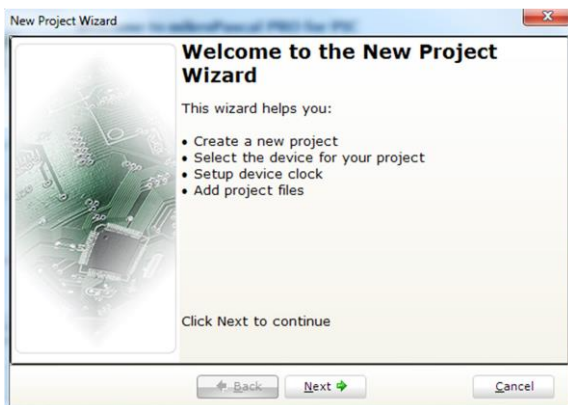 New Project Wizard
Welcome to the New Project
Wizard
This wizard helps you:
• Create a new project
• Select the device for your project
• Setup device clock
• Add project files
Click Next to continue
Back Next Cancel